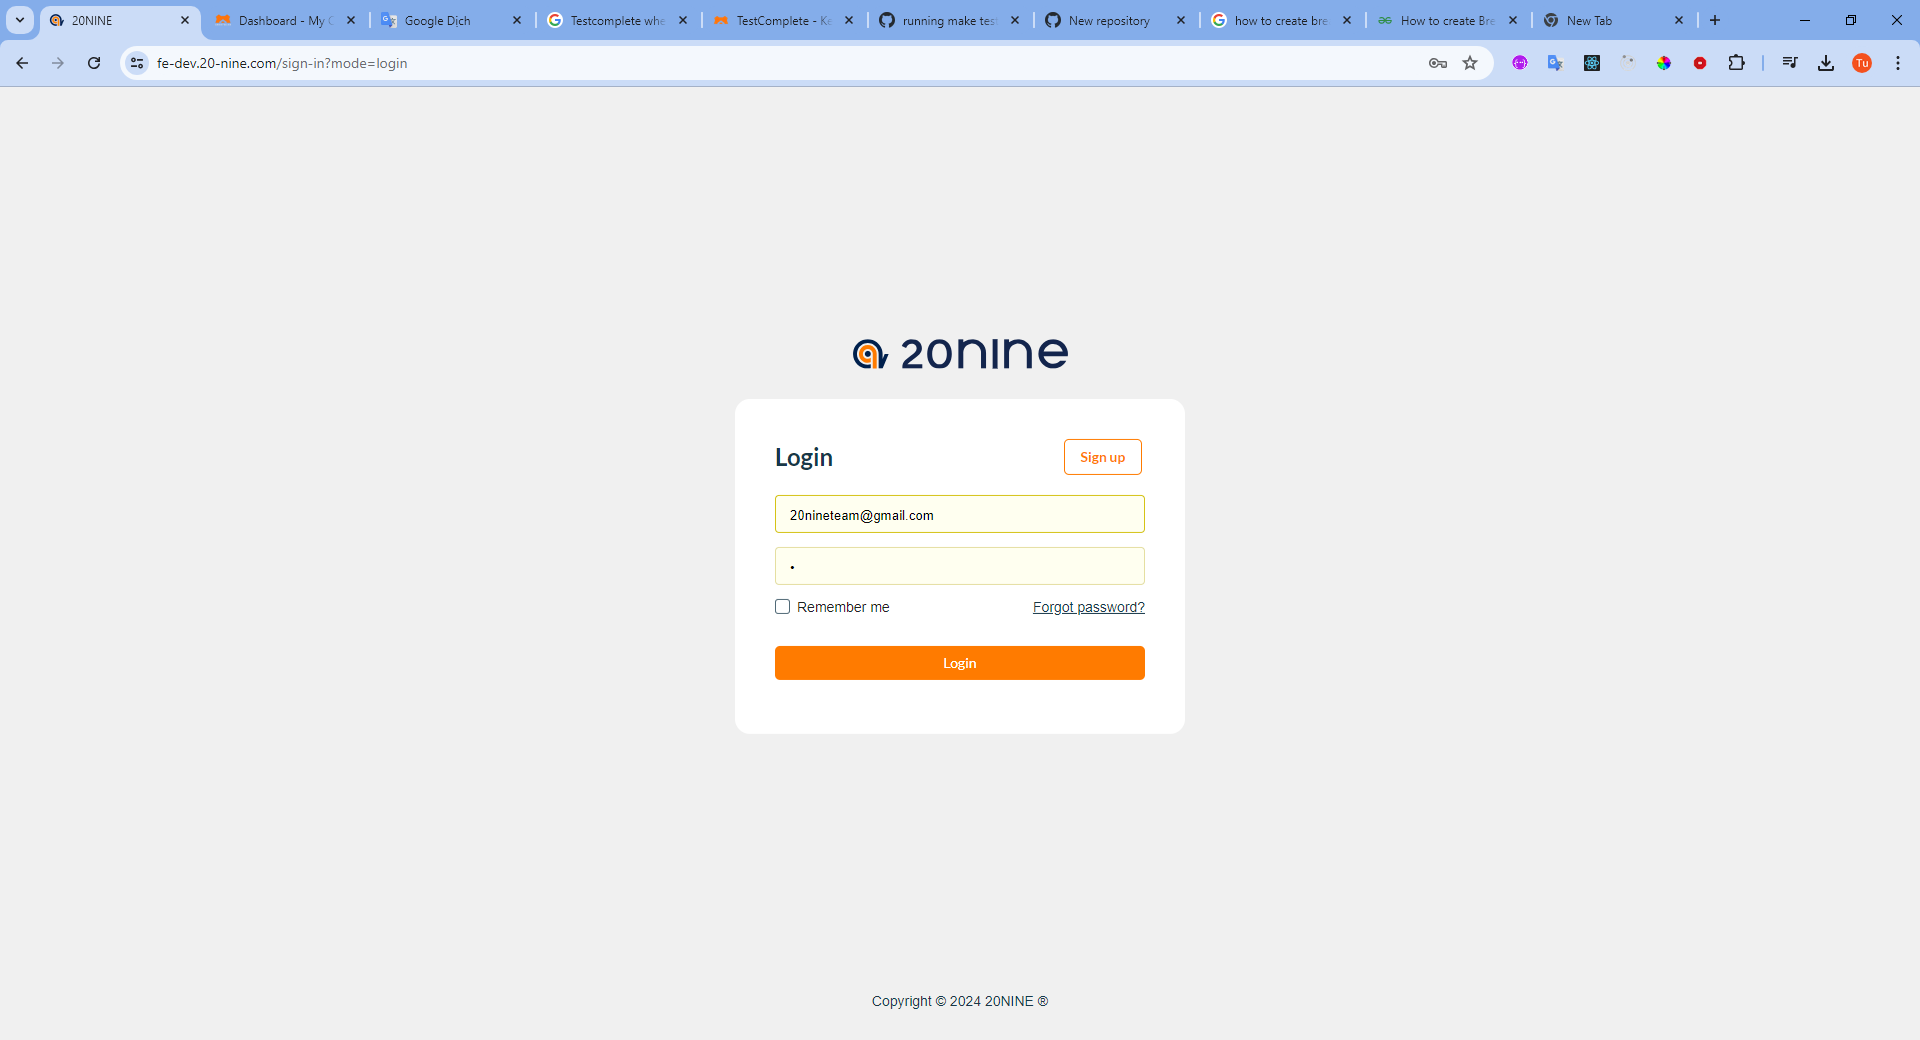 20NINE
Dashboard - My C
Google Dịch
Testcomplete whe
TestComplete - Ke
running make test
New repository
how to create bre
How to create Bre
New Tab
fe-dev.20-nine.com/sign-in?mode=login
Tu
20nine
Login
Sign up
20nineteam@gmail.com
Remember me
Forgot password?
Login
Copyright © 2024 20NINE ®